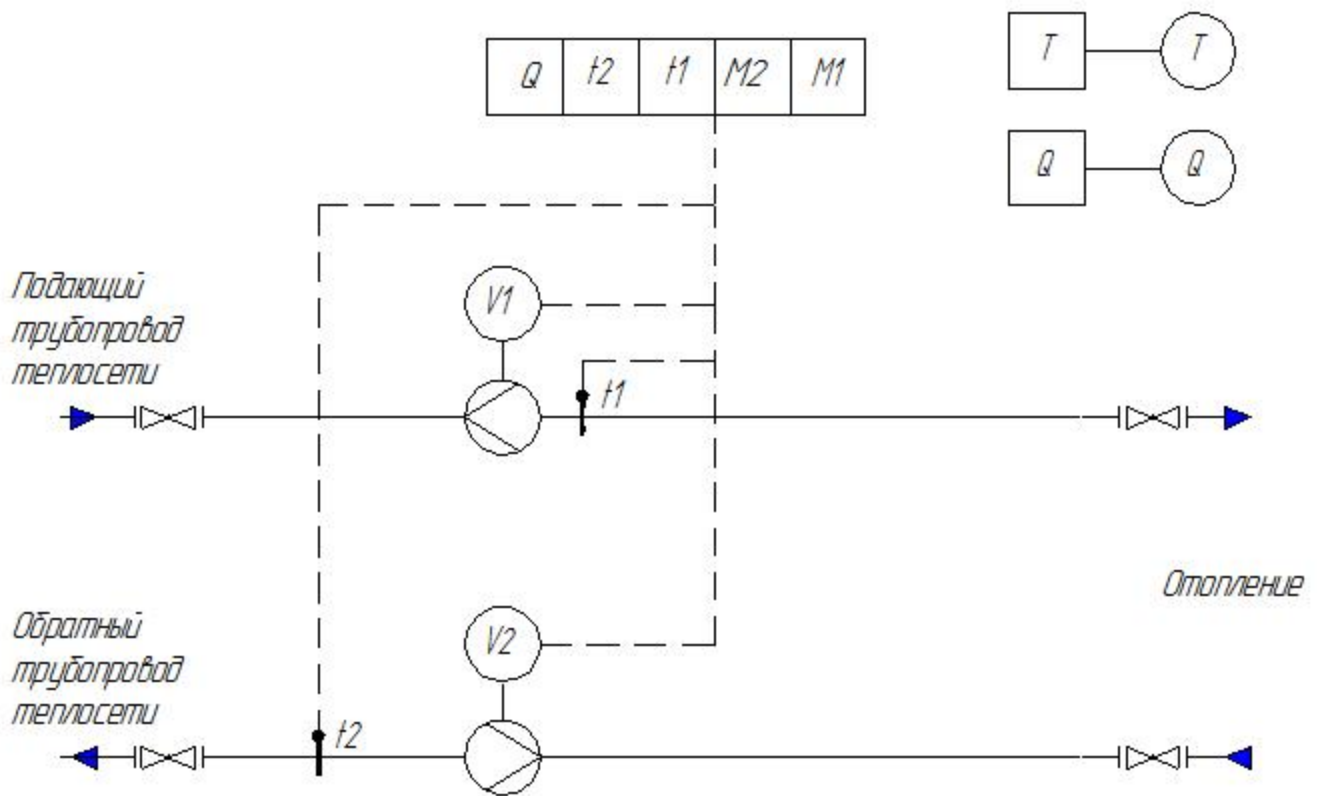 Q t2 t1 M2 M1
T T
Q Q
Подающий
трубопровод
теплосети
V1
t1
Отопление
Обратный
трубопровод
теплосети
V2
t2